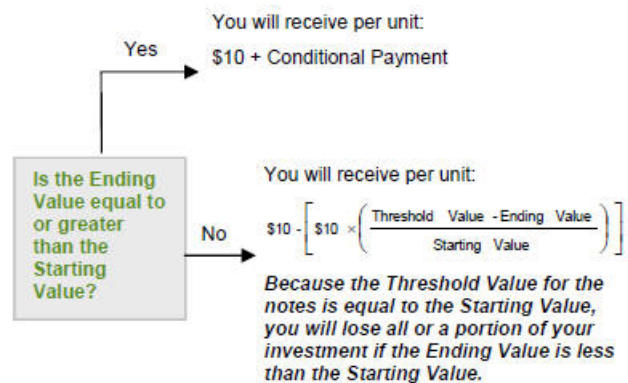 You will receive per unit:
Yes
$10 + Conditional Payment
Is the Ending
Value equal to
or greater
than the
Starting
Value?
No
You will receive per unit:
$10 - [ $10 × ( Threshold Value - Ending Value
Starting Value ) ]
Because the Threshold Value for the
notes is equal to the Starting Value,
you will lose all or a portion of your
investment if the Ending Value is less
than the Starting Value.